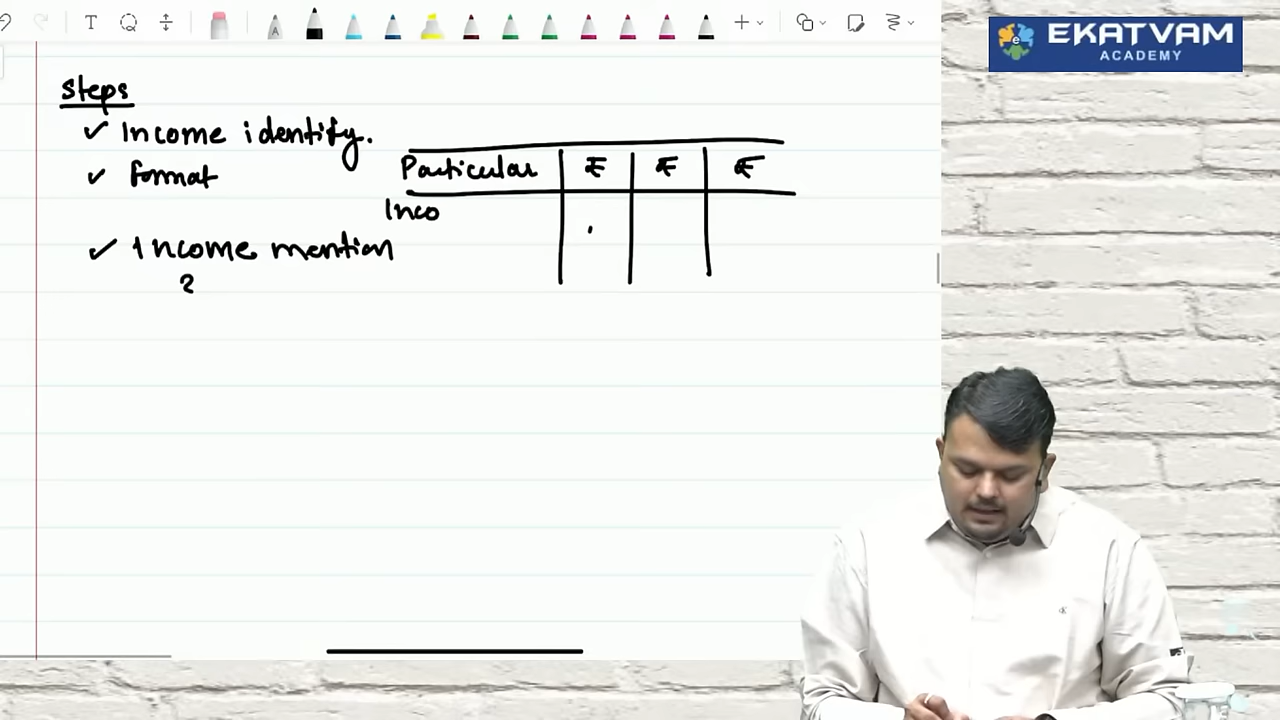 EKATVAM
ACADEMY
Steps
✓ Income identify.
✓ format
Particular ₹ ₹ ₹
Inco
✓ Income mention
2